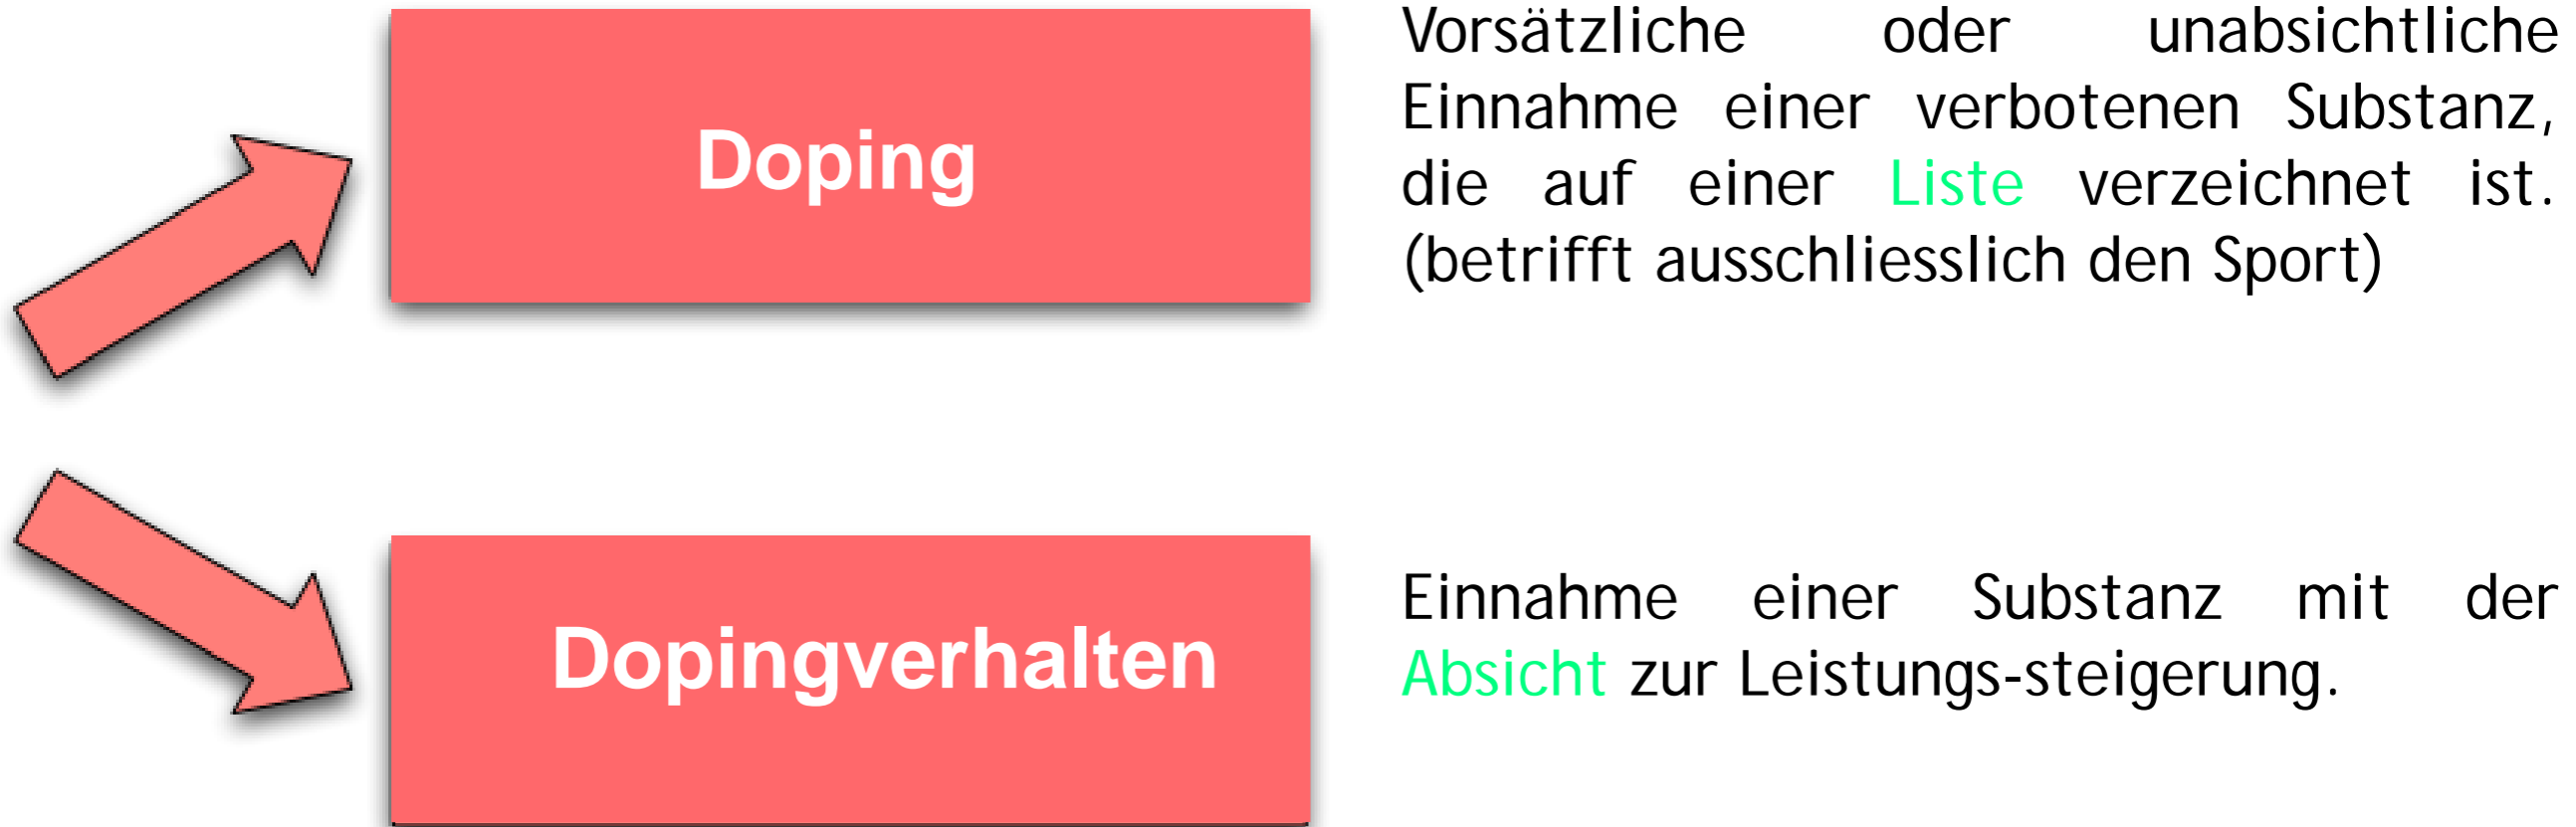 Doping
Vorsätzliche oder unabsichtliche
Einnahme einer verbotenen Substanz,
die auf einer Liste verzeichnet ist.
(betrifft ausschliesslich den Sport)
Dopingverhalten
Einnahme einer Substanz mit der
Absicht zur Leistungs-steigerung.